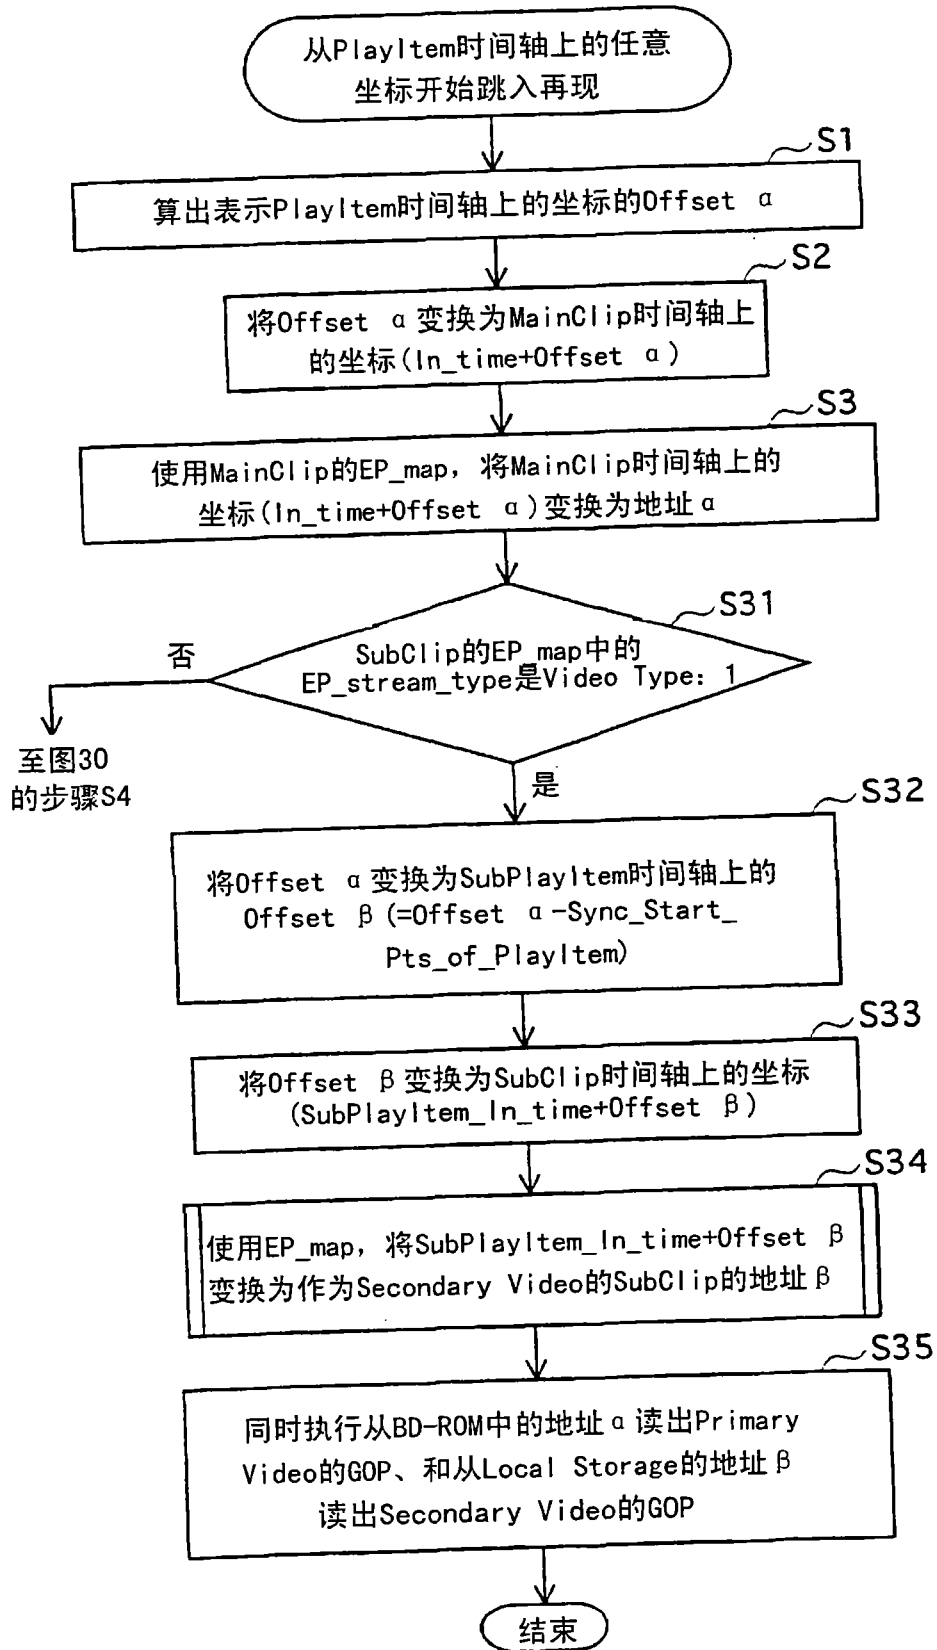 从PlayItem时间轴上的任意
坐标开始跳入再现
S1
算出表示PlayItem时间轴上的坐标的Offset α
S2
将Offset α变换为MainClip时间轴上
的坐标(In_time+Offset α)
S3
使用MainClip的EP_map，将MainClip时间轴上的
坐标(In_time+Offset α)变换为地址α
S31
SubClip的EP_map中的
EP_stream_type是Video Type：1
否
至图30
的步骤S4
是
S32
将Offset α变换为SubPlayItem时间轴上的
Offset β(=Offset α-Sync_Start_
Pts_of_PlayItem)
S33
将Offset β变换为SubClip时间轴上的坐标
(SubPlayItem_In_time+Offset β)
S34
使用EP_map，将SubPlayItem_In_time+Offset β
变换为作为Secondary Video的SubClip的地址β
S35
同时执行从BD-ROM中的地址α读出Primary
Video的GOP、和从Local Storage的地址β
读出Secondary Video的GOP
结束